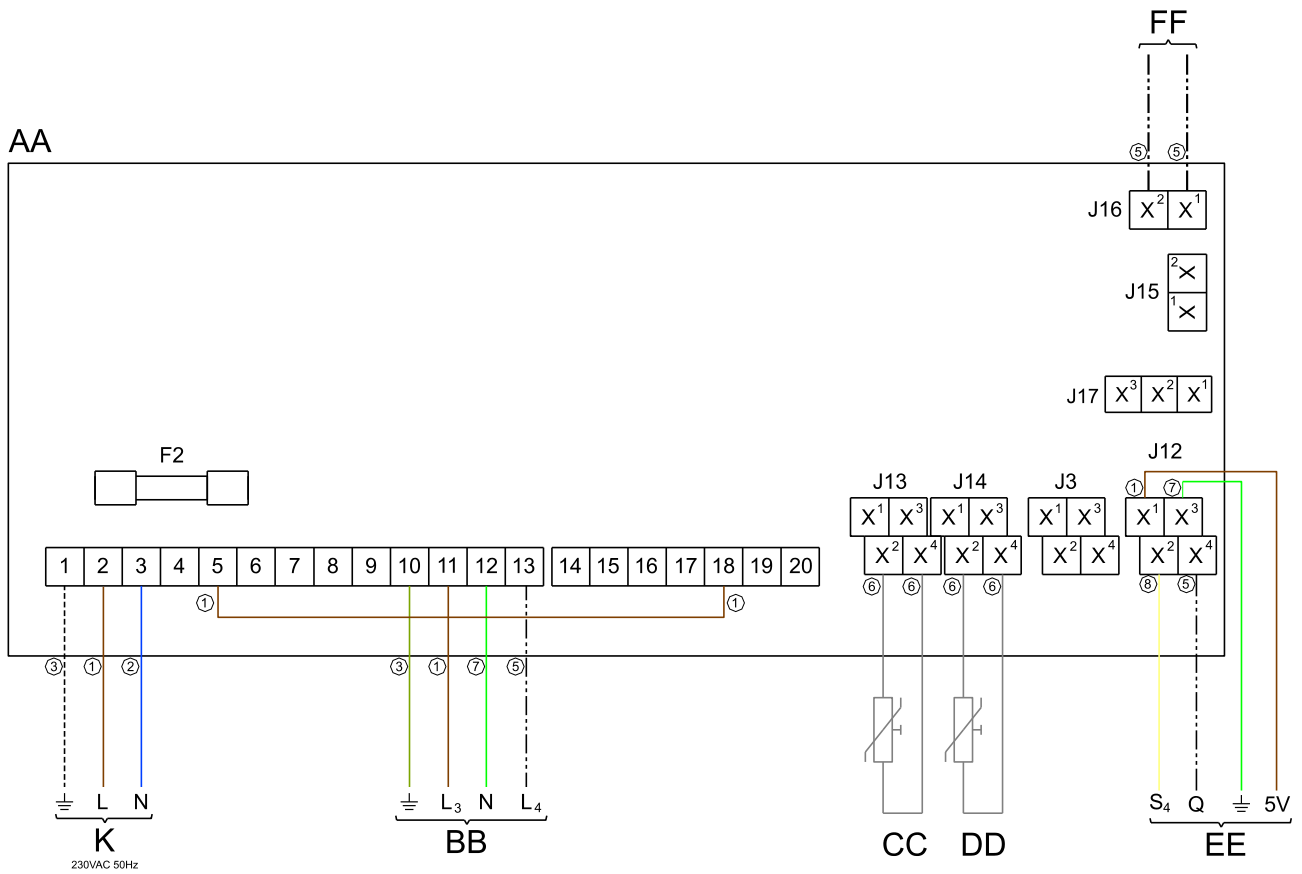 FF
AA
⑤ ⑤
J16 X² X¹
J15
2 X
1 X
J17 X³ X² X¹
F2
J12
J13 J14 J3
① ⑦
X¹ X³ X¹ X³ X¹ X³ X¹ X³
X² X⁴ X² X⁴ X² X⁴ X² X⁴
1 2 3 4 5 6 7 8 9 10 11 12 13 14 15 16 17 18 19 20
⑥ ⑥ ⑥ ⑥ ⑧ ⑤
① ①
③ ① ② ③ ① ⑦ ⑤
L N L₃ N L₄ S₄ Q 5V
K BB CC DD EE
230VAC 50Hz